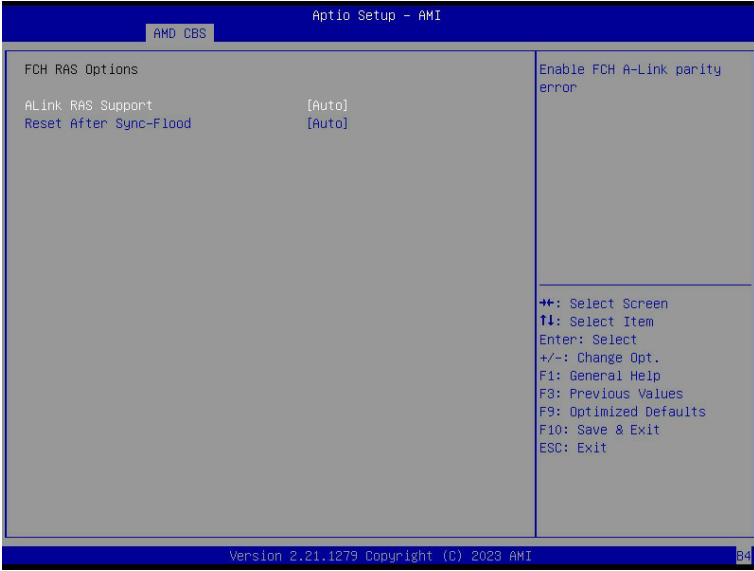 Aptio Setup – AMI
AMD CBS
FCH RAS Options
ALink RAS Support [Auto]
Reset After Sync-Flood [Auto]
Enable FCH A-Link parity
error
→←: Select Screen
↑↓: Select Item
Enter: Select
+/-: Change Opt.
F1: General Help
F3: Previous Values
F9: Optimized Defaults
F10: Save & Exit
ESC: Exit
Version 2.21.1279 Copyright (C) 2023 AMI
B4